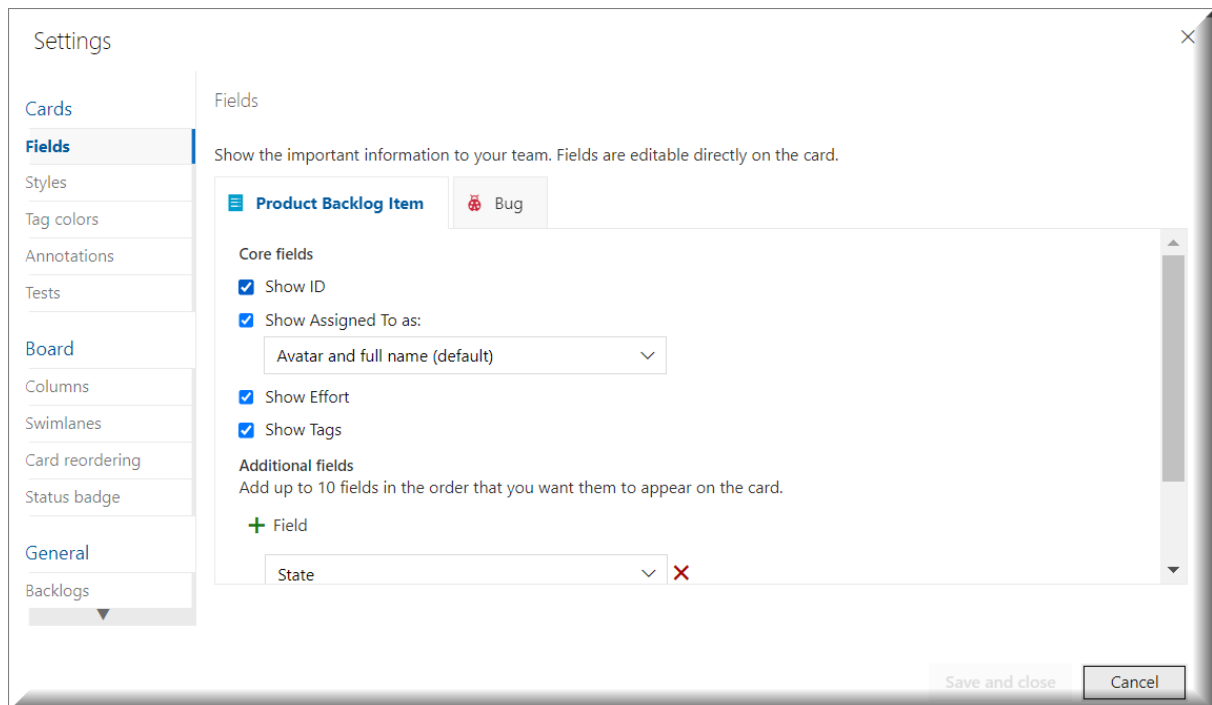 Settings
Cards
Fields
Styles
Tag colors
Annotations
Tests
Board
Columns
Swimlanes
Card reordering
Status badge
General
Backlogs
Fields
Show the important information to your team. Fields are editable directly on the card.
Product Backlog Item
Bug
Core fields
Show ID
Show Assigned To as:
Avatar and full name (default)
Show Effort
Show Tags
Additional fields
Add up to 10 fields in the order that you want them to appear on the card.
Field
State
Save and close
Cancel